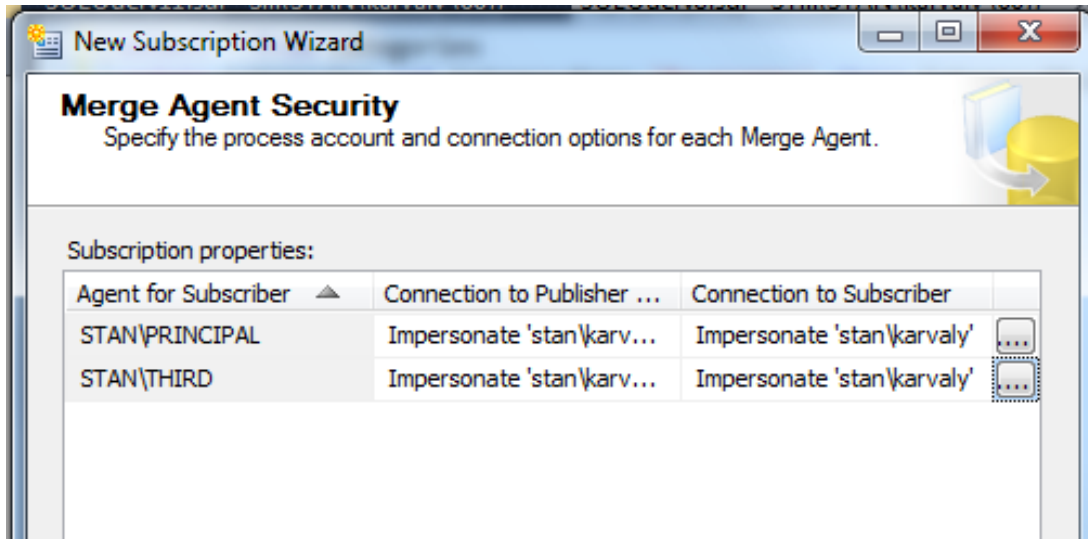 New Subscription Wizard
Merge Agent Security
Specify the process account and connection options for each Merge Agent.
Subscription properties:
Agent for Subscriber Connection to Publisher ... Connection to Subscriber
STAN\PRINCIPAL Impersonate 'stan\karv... Impersonate 'stan\karvaly' ....
STAN\THIRD Impersonate 'stan\karv... Impersonate 'stan\karvaly' ....